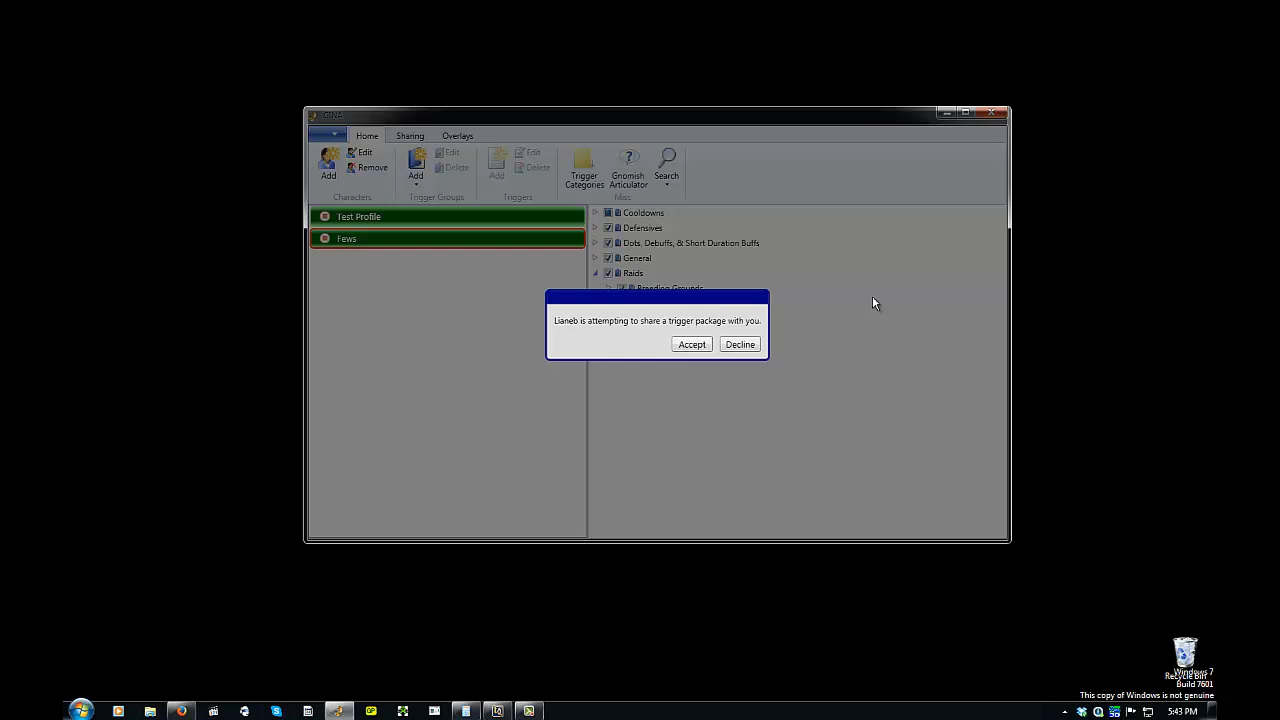 GINA
Home Sharing Overlays
Add Edit Remove
Characters
Add Edit Delete
Trigger Groups
Add Edit Delete
Triggers
Trigger Categories
Gnomish Articulator
Search
Misc
Test Profile
Fews
Cooldowns
Defensives
Dots, Debuffs, & Short Duration Buffs
General
Raids
Breeding Grounds
Lianeb is attempting to share a trigger package with you.
Accept Decline
Recycle Bin
Windows 7
Build 7601
This copy of Windows is not genuine
5:43 PM